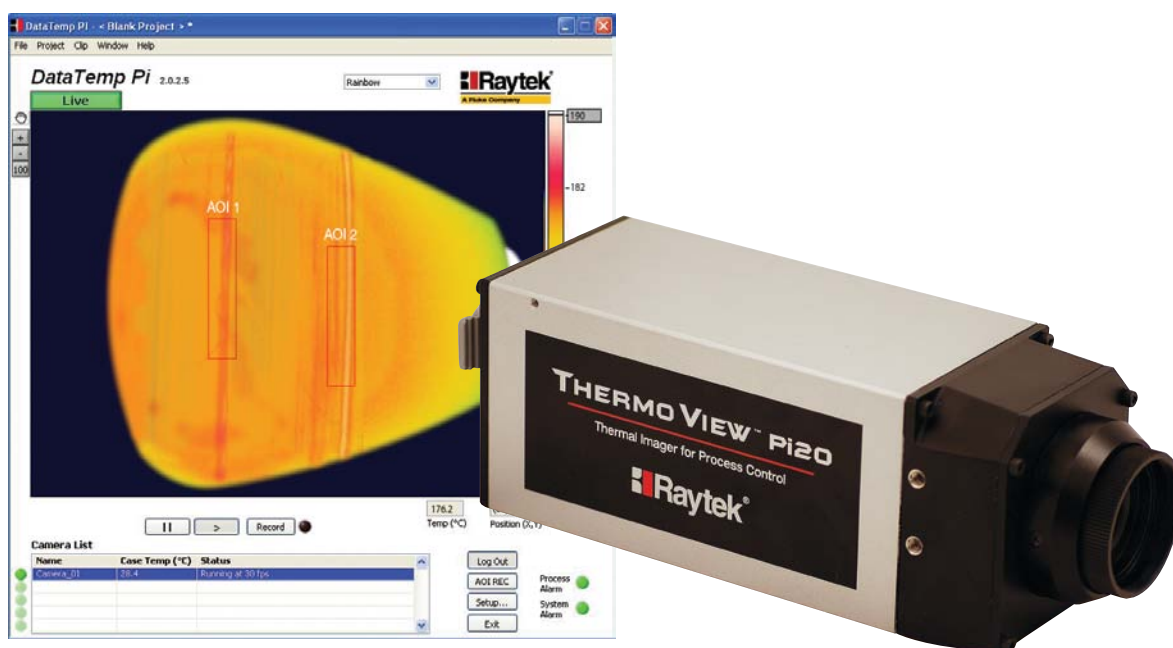 DataTemp PI - < Blank Project > *
File Project Clip Window Help
DataTemp Pi 2.0.2.5
Rainbow
Raytek®
A Fluke Company
Live
+
-
100
190
182
AOI 1
AOI 2
THERMOVIEW™ Pi20
Thermal Imager for Process Control
Raytek®
176.2
Temp (°C)
Position (X,Y)
>
Record
Camera List
Name Case Temp (°C) Status
Camera_01 28.4 Running at 30 fps
Log Out
AOI REC
Setup...
Exit
Process
Alarm
System
Alarm